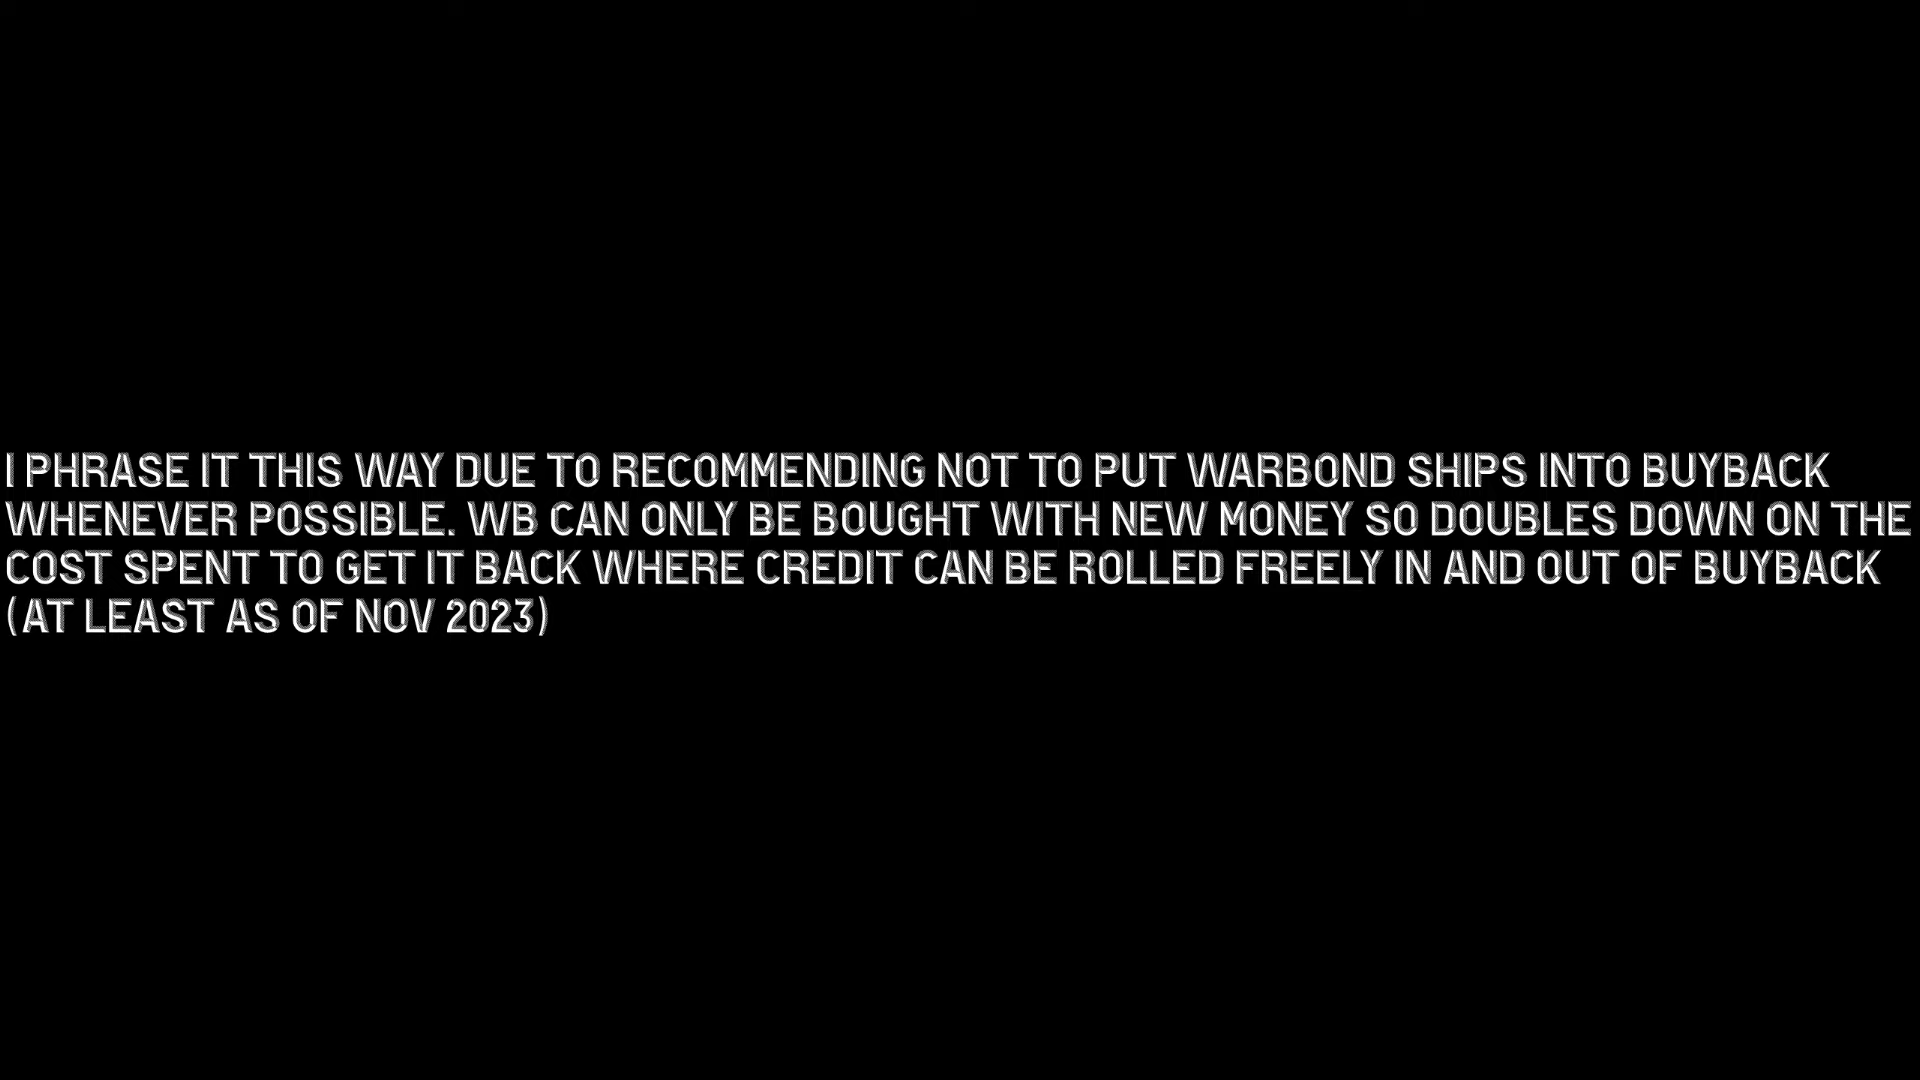 I PHRASE IT THIS WAY DUE TO RECOMMENDING NOT TO PUT WARBOND SHIPS INTO BUYBACK
WHENEVER POSSIBLE. WB CAN ONLY BE BOUGHT WITH NEW MONEY SO DOUBLES DOWN ON THE
COST SPENT TO GET IT BACK WHERE CREDIT CAN BE ROLLED FREELY IN AND OUT OF BUYBACK
(AT LEAST AS OF NOV 2023)